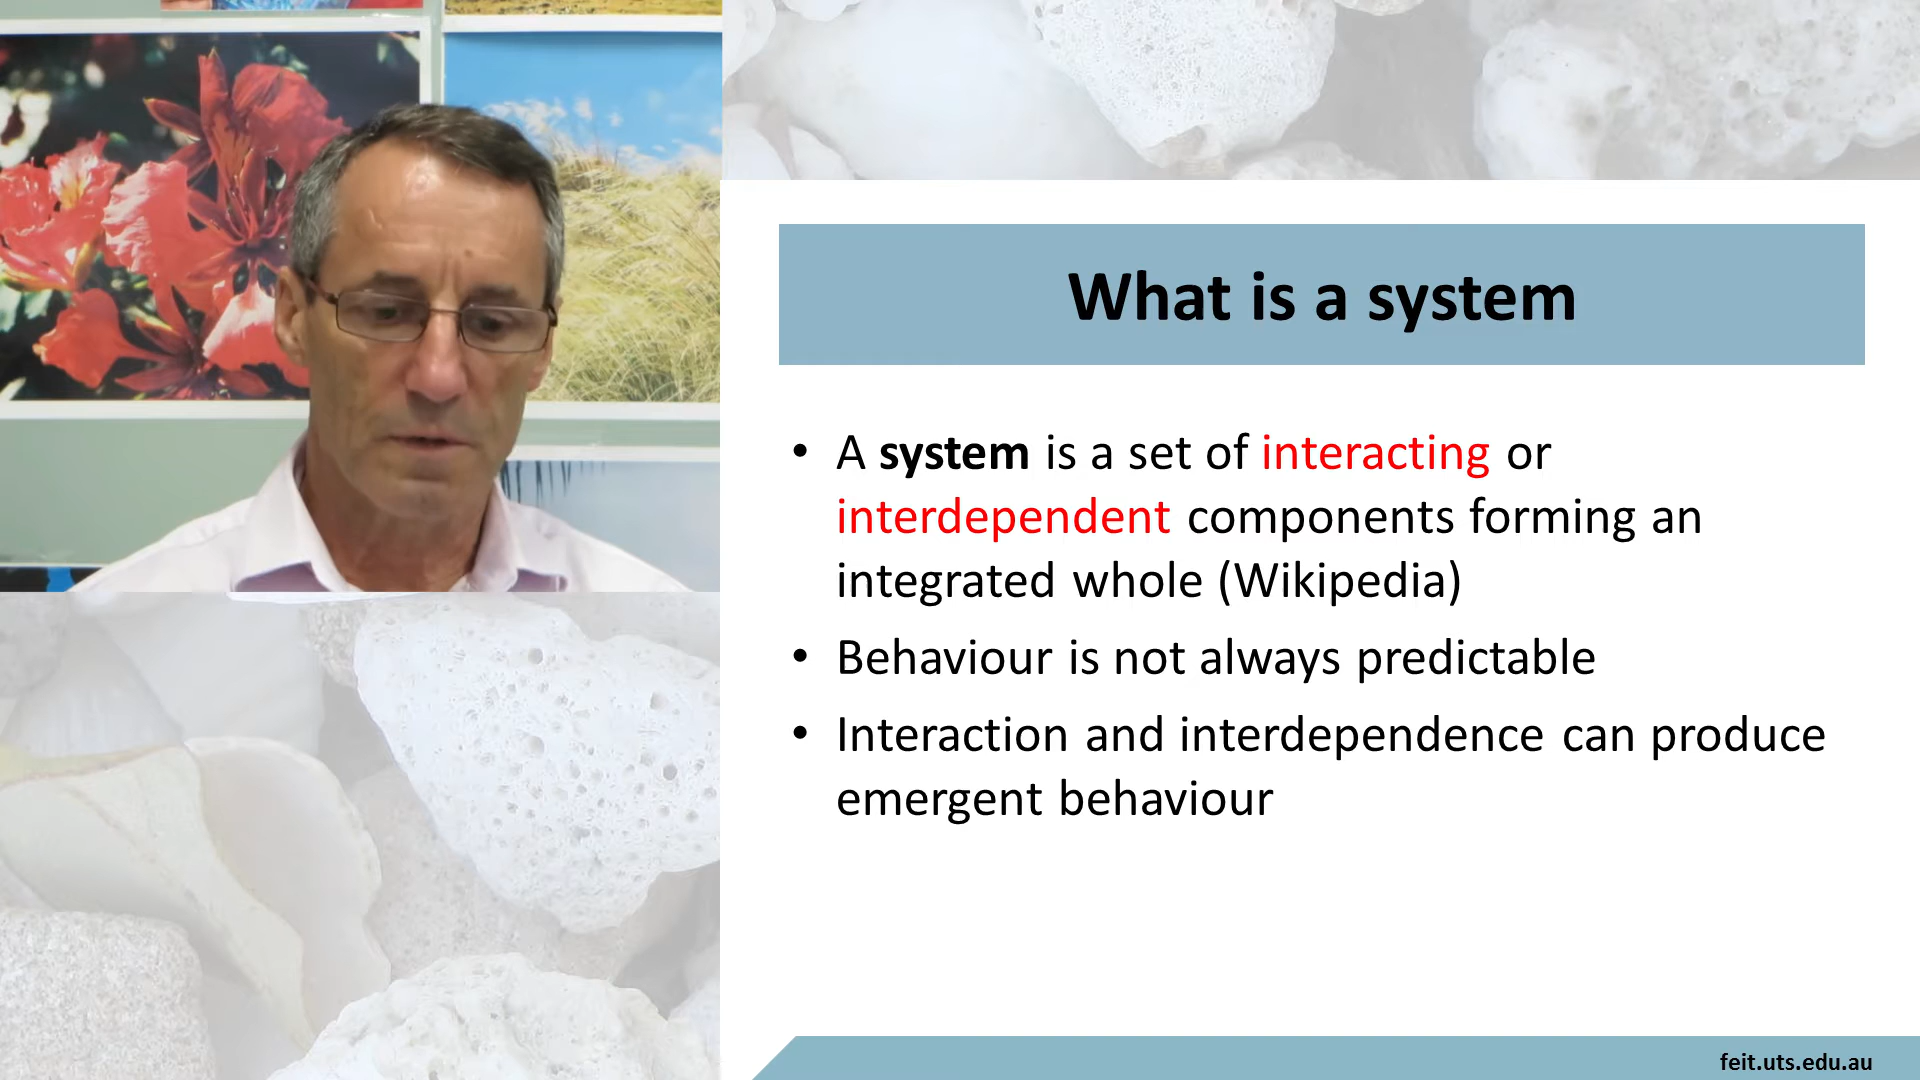 What is a system
• A system is a set of interacting or
interdependent components forming an
integrated whole (Wikipedia)
• Behaviour is not always predictable
• Interaction and interdependence can produce
emergent behaviour
feit.uts.edu.au